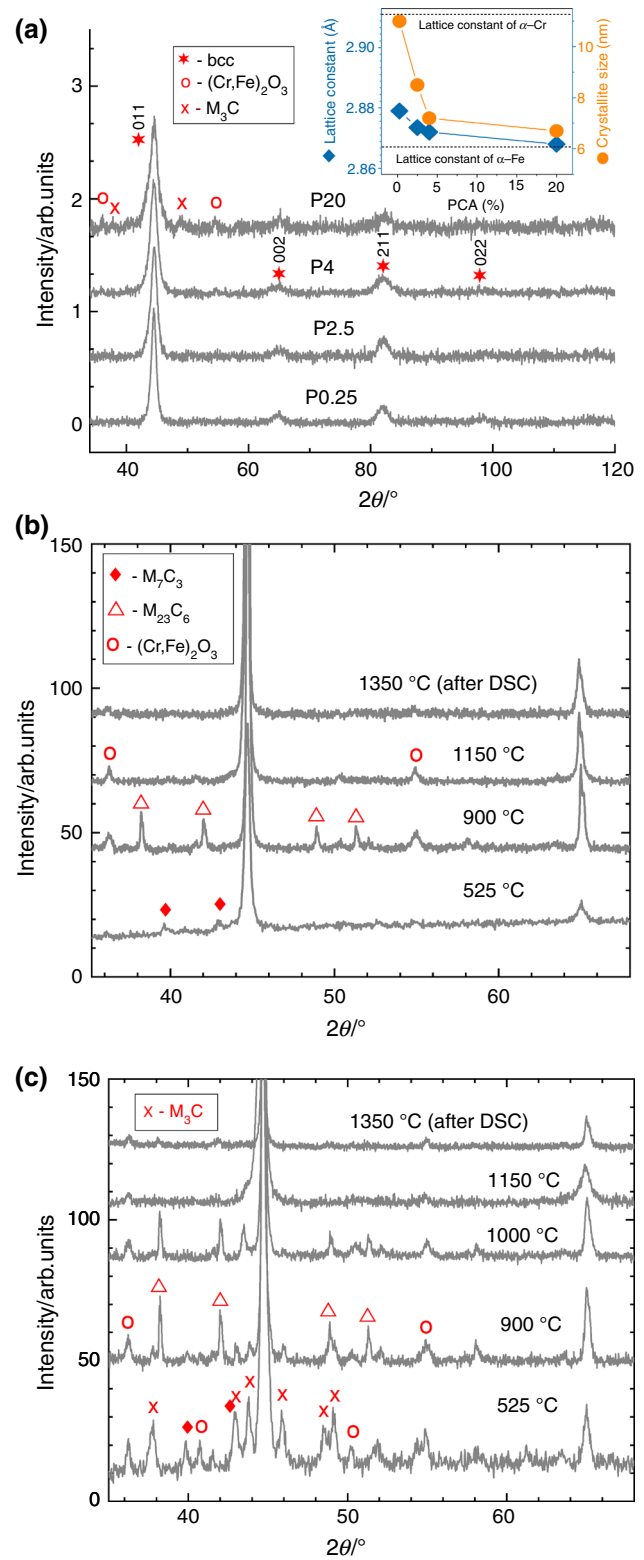 (a)
✶ - bcc
o - (Cr,Fe)₂O₃
x - M₃C
Lattice constant of α–Cr
Lattice constant of α–Fe
Lattice constant (Å)
2.90
2.88
2.86
Crystallite size (nm)
10
8
6
0 5 10 15 20
PCA (%)
011
002
211
022
P20
P4
P2.5
P0.25
Intensity/arb.units
3
2
1
0
40 60 80 100 120
2θ/°
(b)
♦ - M₇C₃
△ - M₂₃C₆
o - (Cr,Fe)₂O₃
1350 °C (after DSC)
1150 °C
900 °C
525 °C
Intensity/arb.units
150
100
50
0
40 50 60
2θ/°
(c)
x - M₃C
1350 °C (after DSC)
1150 °C
1000 °C
900 °C
525 °C
Intensity/arb.units
150
100
50
0
40 50 60
2θ/°